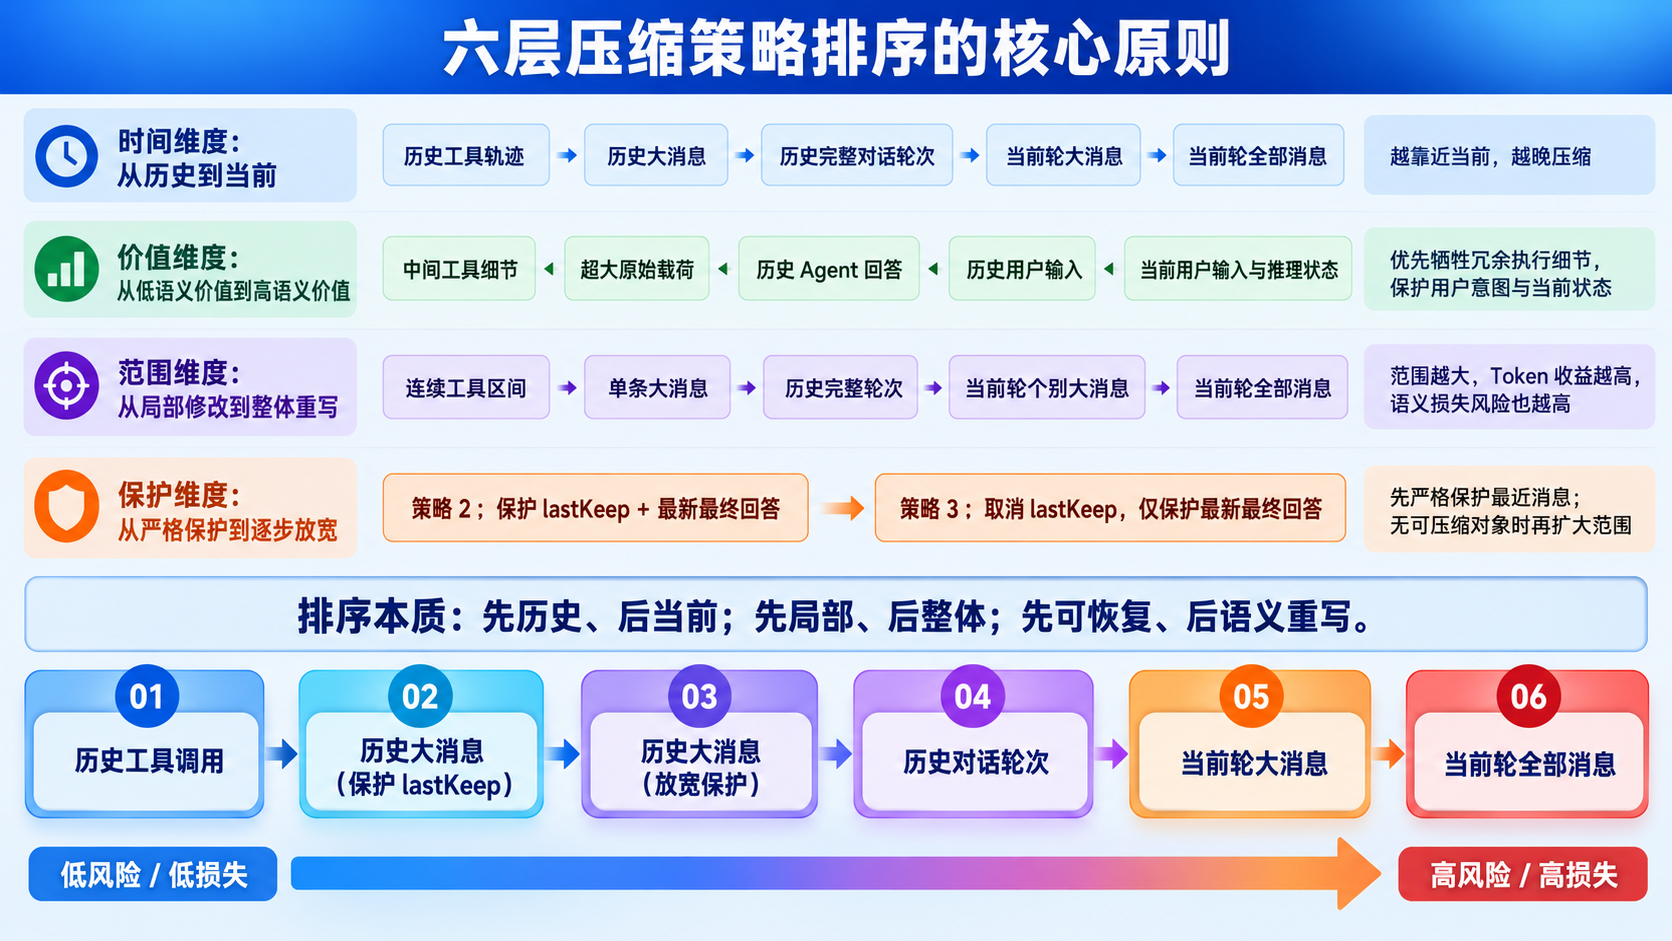 六层压缩策略排序的核心原则
时间维度：
从历史到当前
历史工具轨迹
历史大消息
历史完整对话轮次
当前轮大消息
当前轮全部消息
越靠近当前，越晚压缩
价值维度：
从低语义价值到高语义价值
中间工具细节
超大原始载荷
历史 Agent 回答
历史用户输入
当前用户输入与推理状态
优先牺牲冗余执行细节，
保护用户意图与当前状态
范围维度：
从局部修改到整体重写
连续工具区间
单条大消息
历史完整轮次
当前轮个别大消息
当前轮全部消息
范围越大，Token 收益越高，
语义损失风险也越高
保护维度：
从严格保护到逐步放宽
策略 2；保护 lastKeep + 最新最终回答
策略 3；取消 lastKeep，仅保护最新最终回答
先严格保护最近消息；
无可压缩对象时再扩大范围
排序本质：先历史、后当前；先局部、后整体；先可恢复、后语义重写。
01
历史工具调用
02
历史大消息
（保护 lastKeep）
03
历史大消息
（放宽保护）
04
历史对话轮次
05
当前轮大消息
06
当前轮全部消息
低风险 / 低损失
高风险 / 高损失